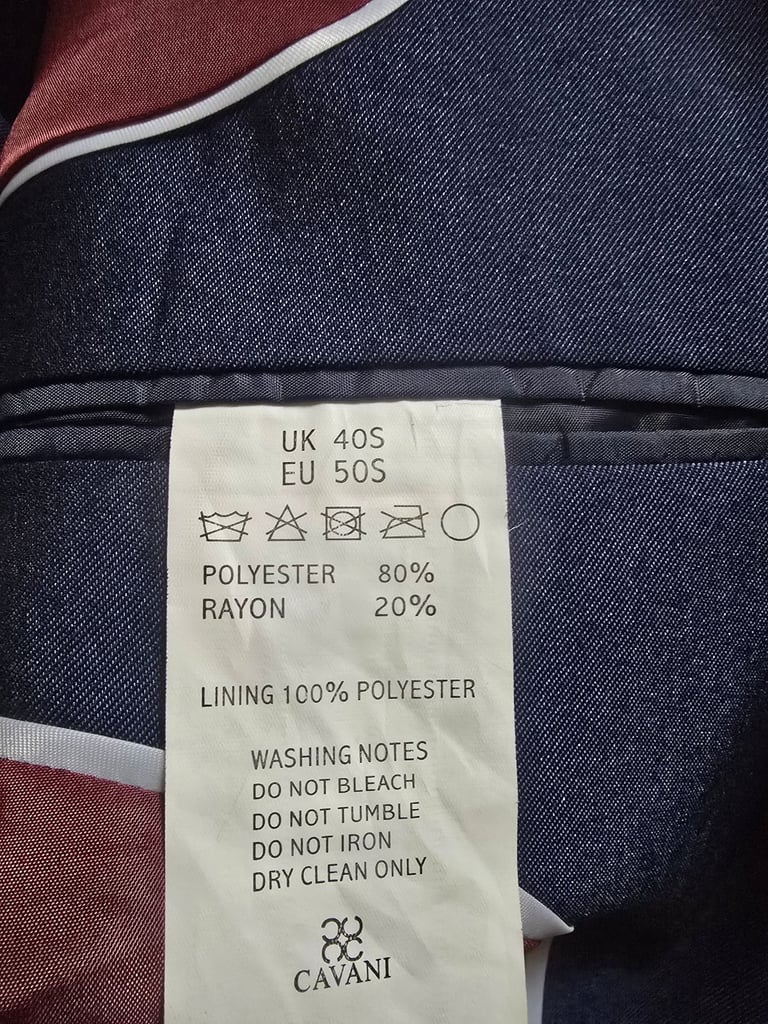 UK 40S
EU 50S
POLYESTER 80%
RAYON 20%
LINING 100% POLYESTER
WASHING NOTES
DO NOT BLEACH
DO NOT TUMBLE
DO NOT IRON
DRY CLEAN ONLY
CAVANI